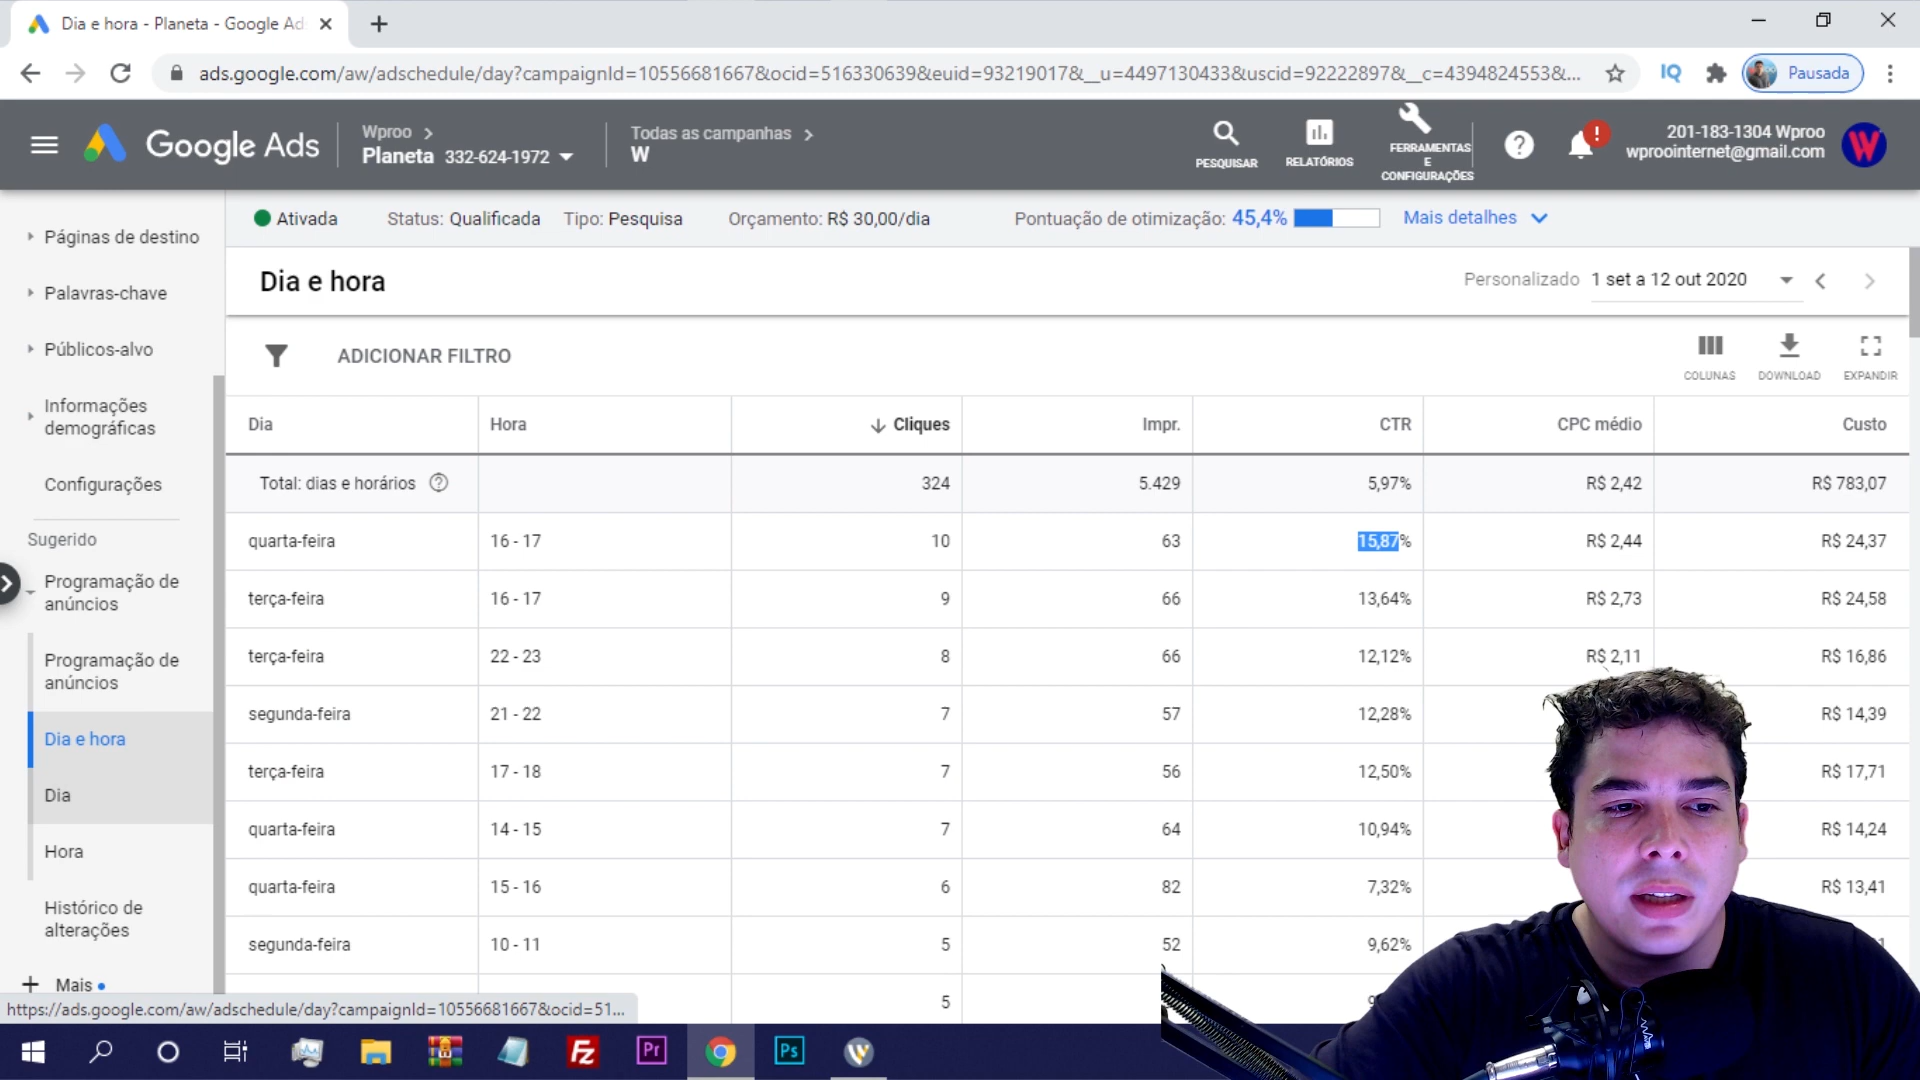 Dia e hora - Planeta - Google Ad
ads.google.com/aw/adschedule/day?campaignId=10556681667&ocid=516330639&euid=93219017&__u=4497130433&uscid=92222897&__c=4394824553&...
IQ
Pausada
Google Ads
Wproo
Planeta 332-624-1972
Todas as campanhas
W
PESQUISAR
RELATÓRIOS
FERRAMENTAS
E
CONFIGURAÇÕES
?
!
201-183-1304 Wproo
wproointernet@gmail.com
W
Ativada Status: Qualificada Tipo: Pesquisa Orçamento: R$ 30,00/dia Pontuação de otimização: 45,4% Mais detalhes
Páginas de destino
Palavras-chave
Públicos-alvo
Informações
demográficas
Configurações
Sugerido
Programação de
anúncios
Programação de
anúncios
Dia e hora
Dia
Hora
Histórico de
alterações
+ Mais
Dia e hora
Personalizado 1 set a 12 out 2020
ADICIONAR FILTRO
COLUNAS
DOWNLOAD
EXPANDIR
Dia Hora Cliques Impr. CTR CPC médio Custo
Total: dias e horários ? 324 5.429 5,97% R$ 2,42 R$ 783,07
quarta-feira 16 - 17 10 63 15,87% R$ 2,44 R$ 24,37
terça-feira 16 - 17 9 66 13,64% R$ 2,73 R$ 24,58
terça-feira 22 - 23 8 66 12,12% R$ 2,11 R$ 16,86
segunda-feira 21 - 22 7 57 12,28% R$ 14,39
terça-feira 17 - 18 7 56 12,50% R$ 17,71
quarta-feira 14 - 15 7 64 10,94% R$ 14,24
quarta-feira 15 - 16 6 82 7,32% R$ 13,41
segunda-feira 10 - 11 5 52 9,62%
5
https://ads.google.com/aw/adschedule/day?campaignId=10556681667&ocid=51...
Fz
Pr
Ps